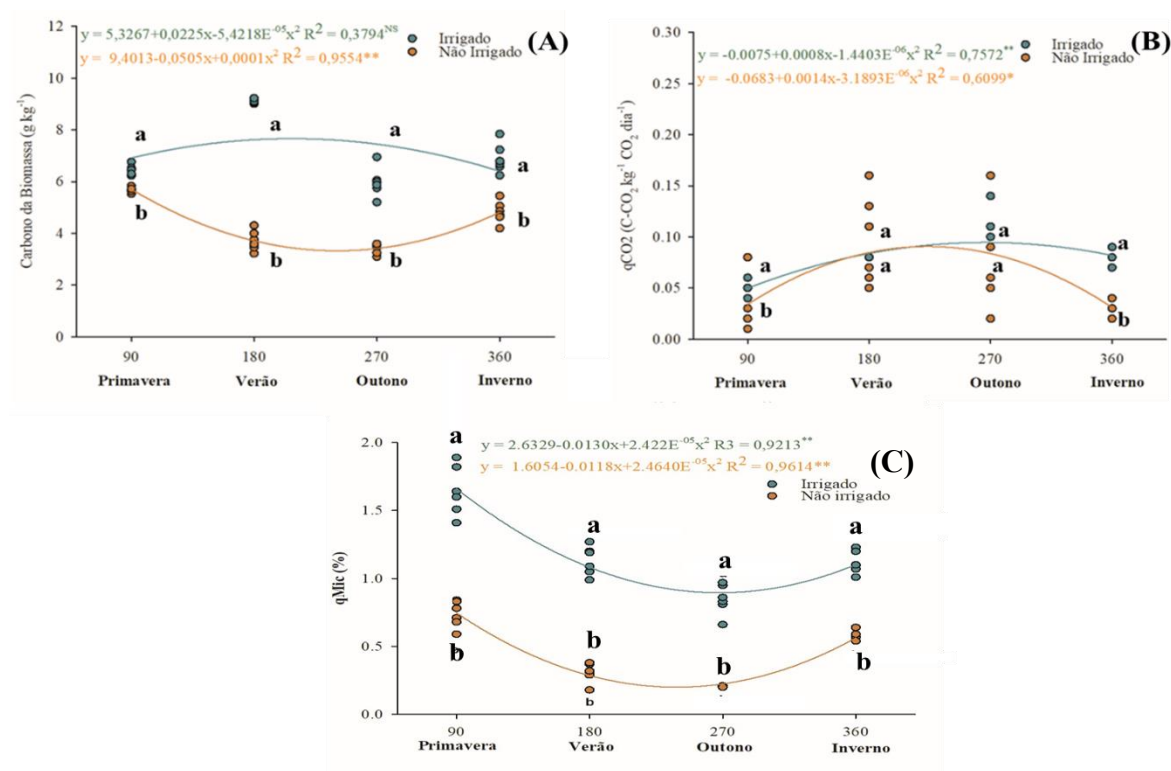 y = 5,3267+0,0225x-5,4218E⁻⁰⁵x² R² = 0,3794ᴺˢ
y = 9,4013-0,0505x+0,0001x² R² = 0,9554**
Irrigado
Não Irrigado
(A)
Carbono da Biomassa (g kg⁻¹)
12
10
8
6
4
2
0
a
a
a
a
b
b
b
b
90
180
270
360
Primavera
Verão
Outono
Inverno
y = -0.0075+0.0008x-1.4403E⁻⁰⁶x² R² = 0,7572**
y = -0.0683+0.0014x-3.1893E⁻⁰⁶x² R² = 0,6099*
Irrigado
Não Irrigado
(B)
qCO2 (C-CO₂ kg⁻¹ CO₂ dia⁻¹)
0.30
0.25
0.20
0.15
0.10
0.05
0.00
a
a
a
a
b
a
a
b
90
180
270
360
Primavera
Verão
Outono
Inverno
y = 2.6329-0.0130x+2.422E⁻⁰⁵x² R3 = 0,9213**
y = 1.6054-0.0118x+2.4640E⁻⁰⁵x² R² = 0,9614**
Irrigado
Não irrigado
(C)
qMic (%)
2.0
1.5
1.0
0.5
0.0
a
a
a
a
b
b
b
b
b
90
180
270
360
Primavera
Verão
Outono
Inverno